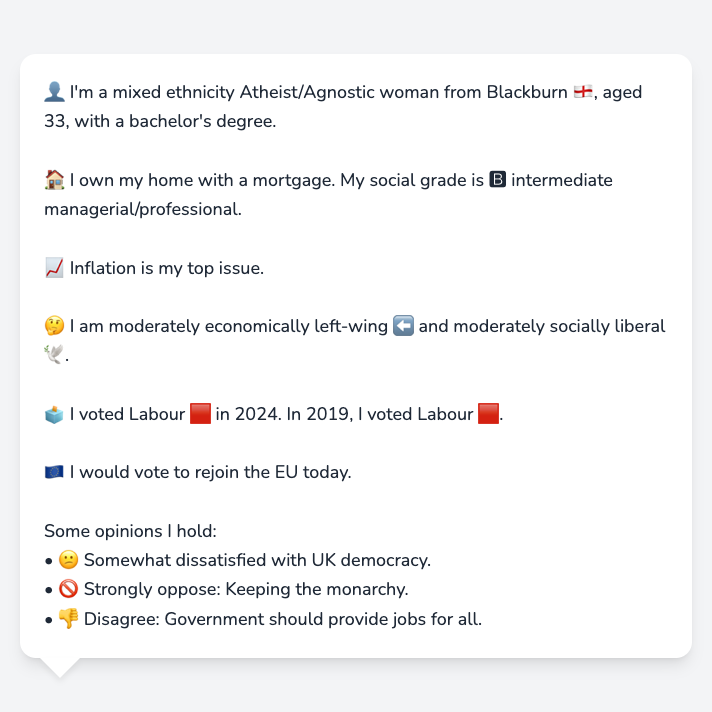 👤 I'm a mixed ethnicity Atheist/Agnostic woman from Blackburn 🏴󠁧󠁢󠁥󠁮󠁧󠁿, aged
33, with a bachelor's degree.
🏠 I own my home with a mortgage. My social grade is 🅱 intermediate
managerial/professional.
📈 Inflation is my top issue.
🤔 I am moderately economically left-wing ⬅️ and moderately socially liberal
🕊️.
🗳️ I voted Labour 🟥 in 2024. In 2019, I voted Labour 🟥.
🇪🇺 I would vote to rejoin the EU today.
Some opinions I hold:
• 🙁 Somewhat dissatisfied with UK democracy.
• 🚫 Strongly oppose: Keeping the monarchy.
• 👎 Disagree: Government should provide jobs for all.